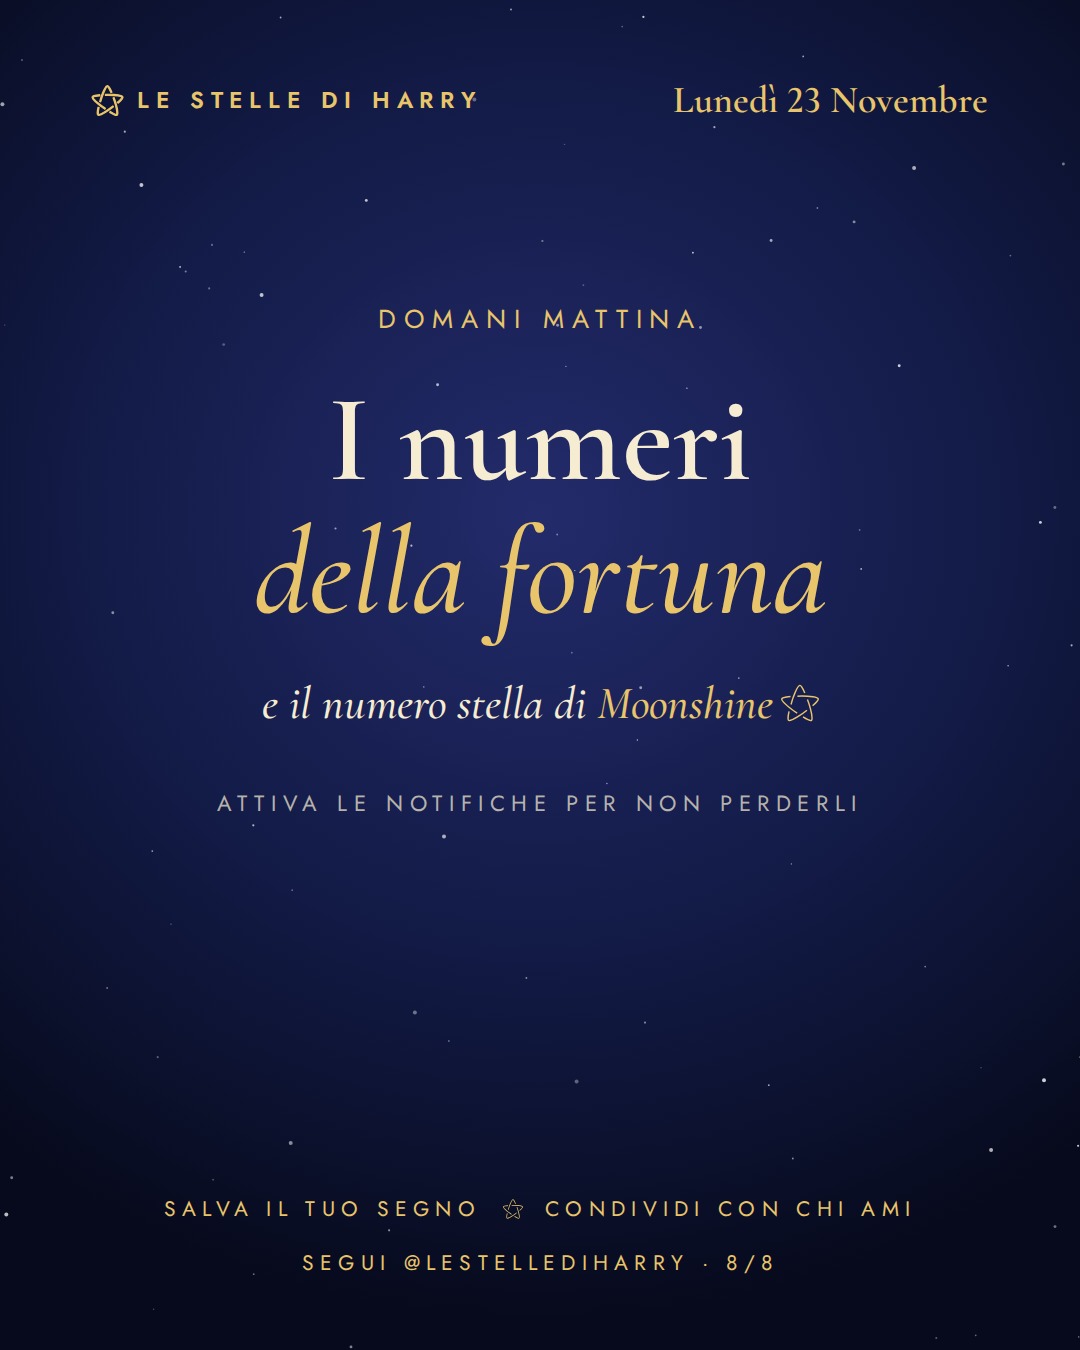 LE STELLE DI HARRY
Lunedì 23 Novembre
DOMANI MATTINA
I numeri
della fortuna
e il numero stella di Moonshine
ATTIVA LE NOTIFICHE PER NON PERDERLI
SALVA IL TUO SEGNO CONDIVIDI CON CHI AMI
SEGUI @LESTELLEDIHARRY · 8/8